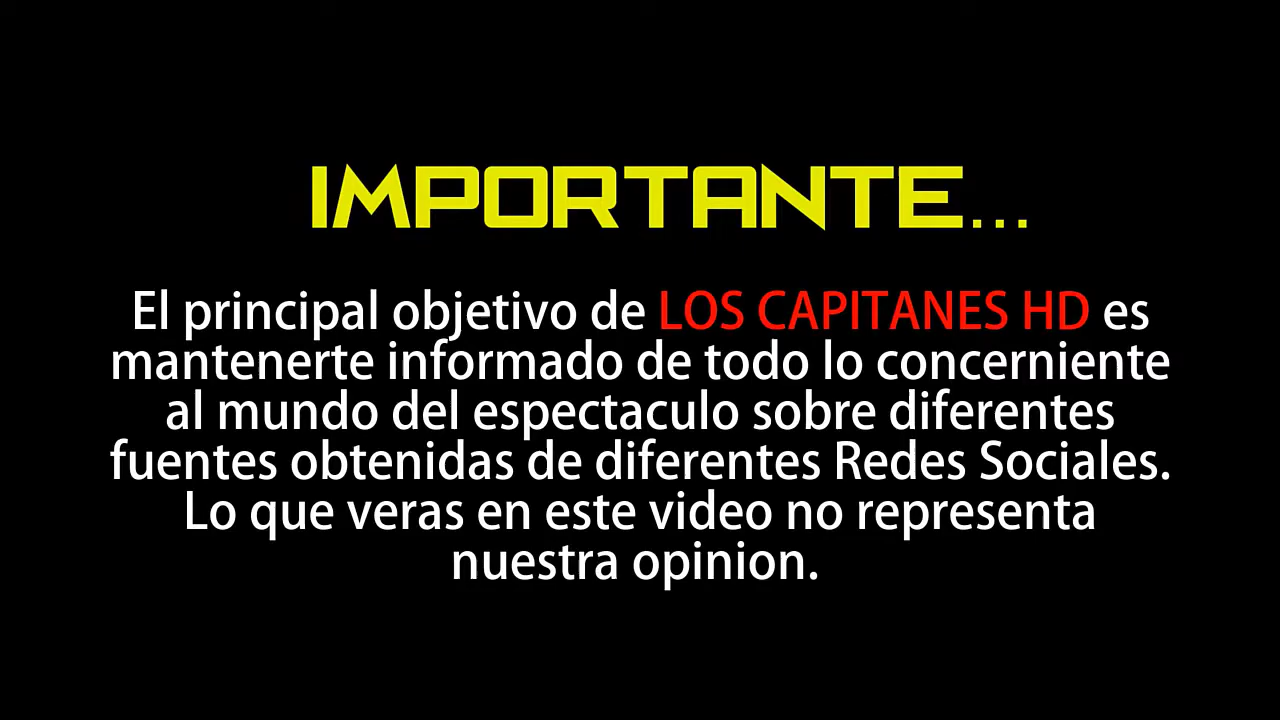 IMPORTANTE...
El principal objetivo de LOS CAPITANES HD es
mantenerte informado de todo lo concerniente
al mundo del espectaculo sobre diferentes
fuentes obtenidas de diferentes Redes Sociales.
Lo que veras en este video no representa
nuestra opinion.